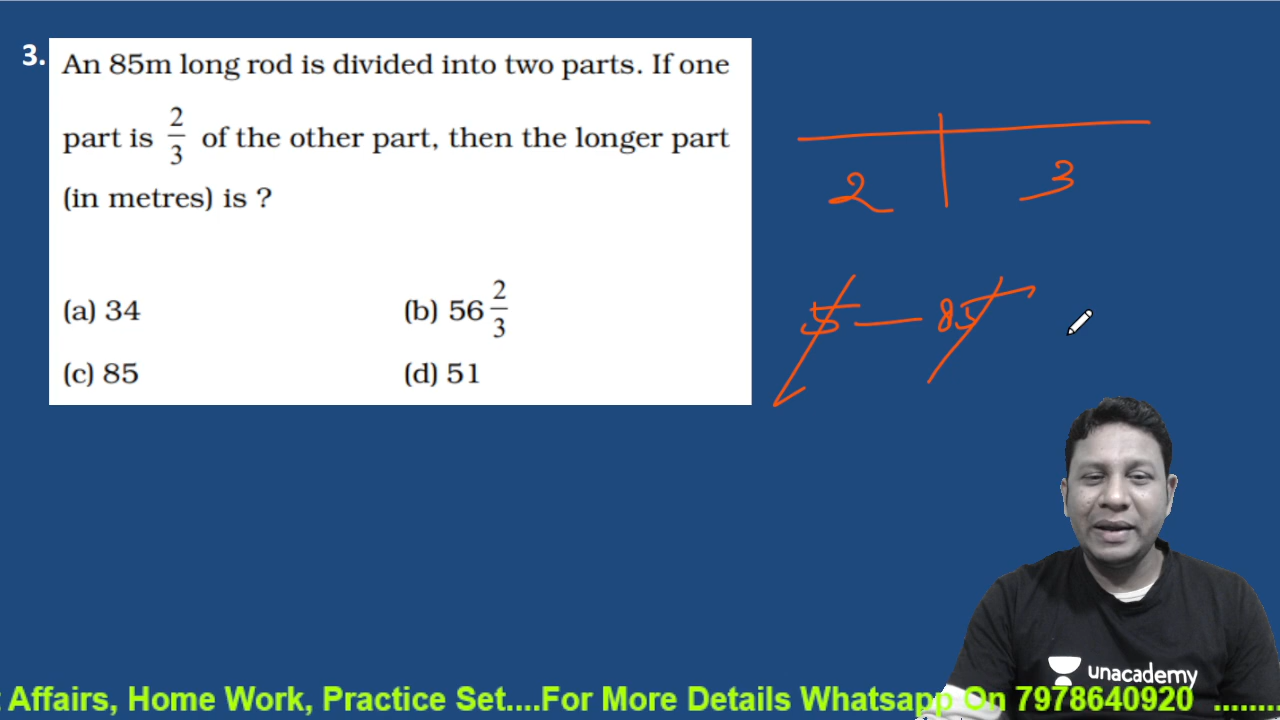 3.
An 85m long rod is divided into two parts. If one
part is 2/3 of the other part, then the longer part
(in metres) is ?
(a) 34 (b) 56 2/3
(c) 85 (d) 51
2 3
5 — 85
unacademy
t Affairs, Home Work, Practice Set....For More Details Whatsapp On 7978640920 ........